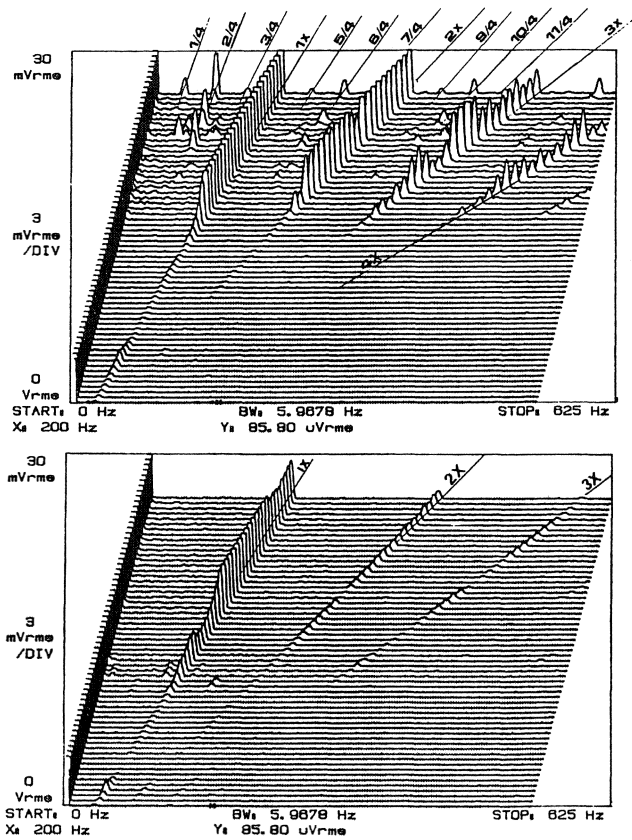 1/4 2/4 3/4 1x 5/4 6/4 7/4 2x 9/4 10/4 11/4 3x
30
mVrms
3
mVrms
/DIV
4x
0
Vrms
START: 0 Hz BW: 5.9678 Hz STOP: 625 Hz
X: 200 Hz Y: 85.80 uVrms
30
mVrms
1X 2X 3X
3
mVrms
/DIV
0
Vrms
START: 0 Hz BW: 5.9678 Hz STOP: 625 Hz
X: 200 Hz Y: 85.80 uVrms